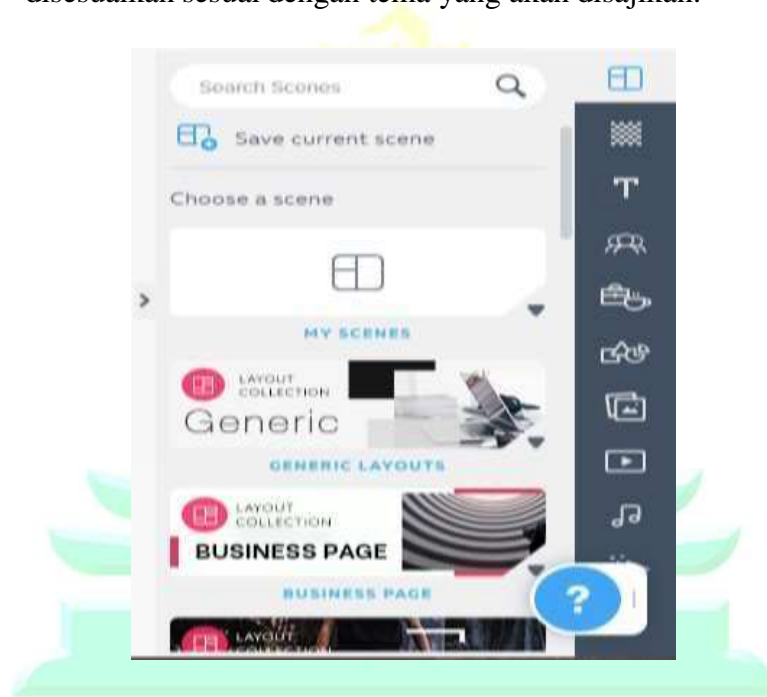 disesuaikan sesuai dengan tema yang akan disajikan.
Search Scenes
Save current scene
Choose a scene
MY SCENES
LAYOUT
COLLECTION
Generic
GENERIC LAYOUTS
LAYOUT
COLLECTION
BUSINESS PAGE
BUSINESS PAGE
?
LAYOUT
COLLECTION